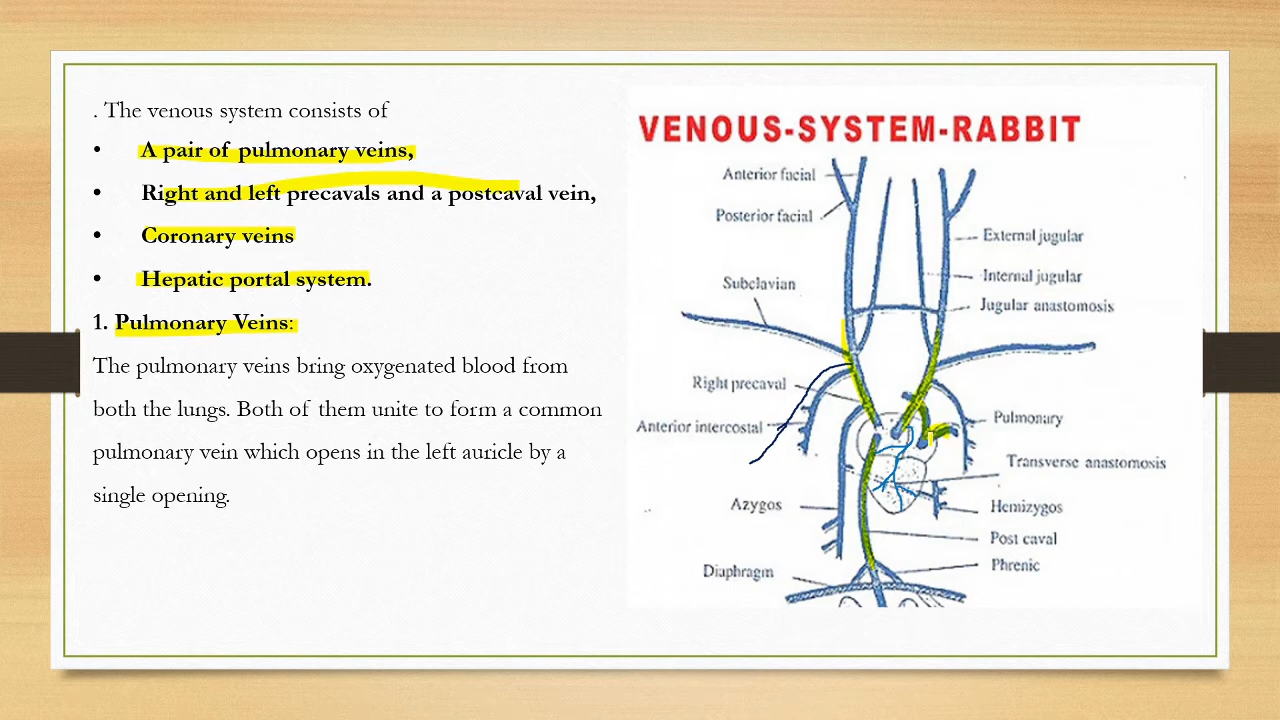 . The venous system consists of
• A pair of pulmonary veins,
• Right and left precavals and a postcaval vein,
• Coronary veins
• Hepatic portal system.
1. Pulmonary Veins:
The pulmonary veins bring oxygenated blood from
both the lungs. Both of them unite to form a common
pulmonary vein which opens in the left auricle by a
single opening.
VENOUS-SYSTEM-RABBIT
Anterior facial
Posterior facial
External jugular
Internal jugular
Subclavian
Jugular anastomosis
Right precaval
Anterior intercostal
Pulmonary
Transverse anastomosis
Azygos
Hemizygos
Post caval
Phrenic
Diaphragm